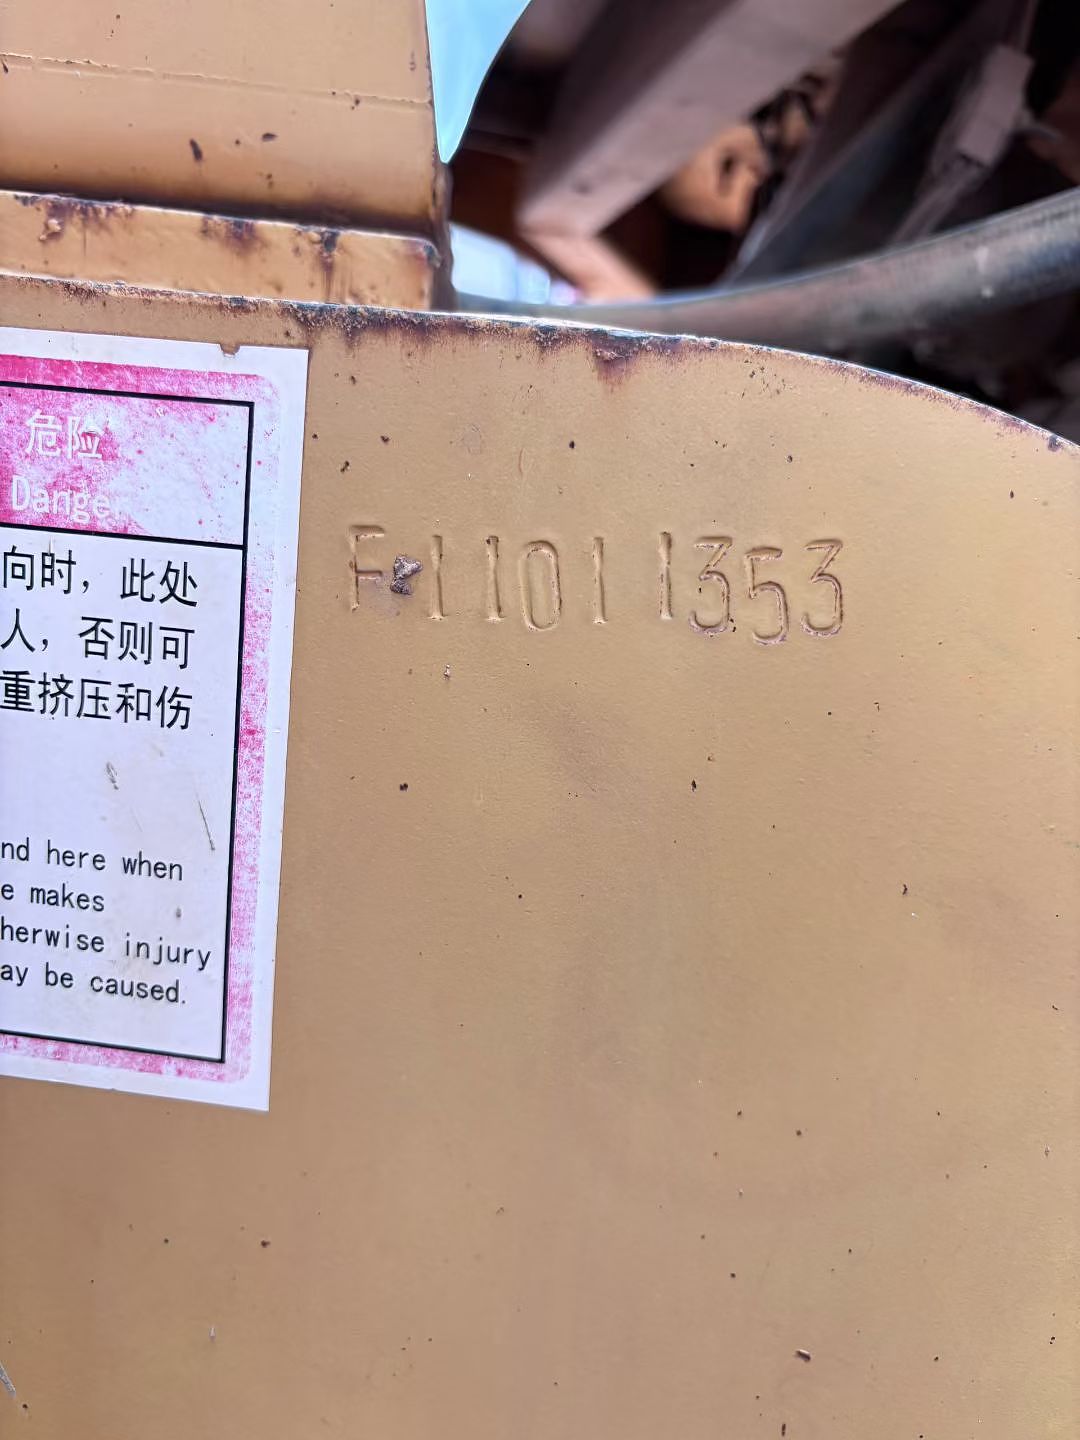 危险
Danger
向时，此处
人，否则可
重挤压和伤
nd here when
e makes
herwise injury
ay be caused.
F11011353